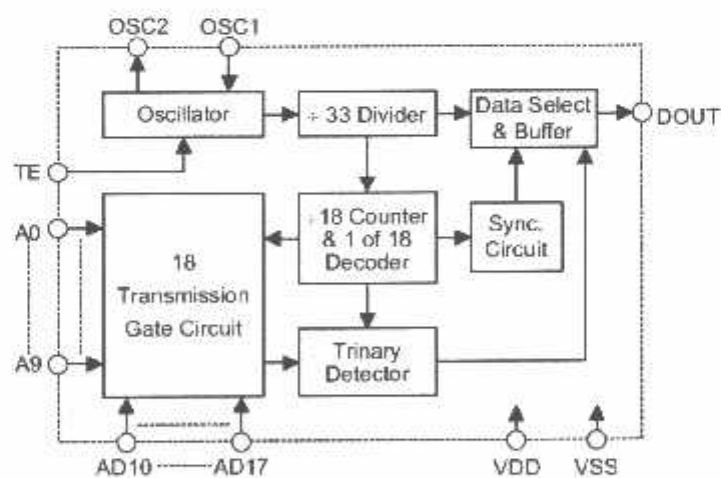 OSC2 OSC1
Oscillator
÷ 33 Divider
Data Select
& Buffer
DOUT
TE
A0
18
Transmission
Gate Circuit
÷18 Counter
& 1 of 18
Decoder
Sync.
Circuit
A9
Trinary
Detector
AD10 AD17
VDD VSS